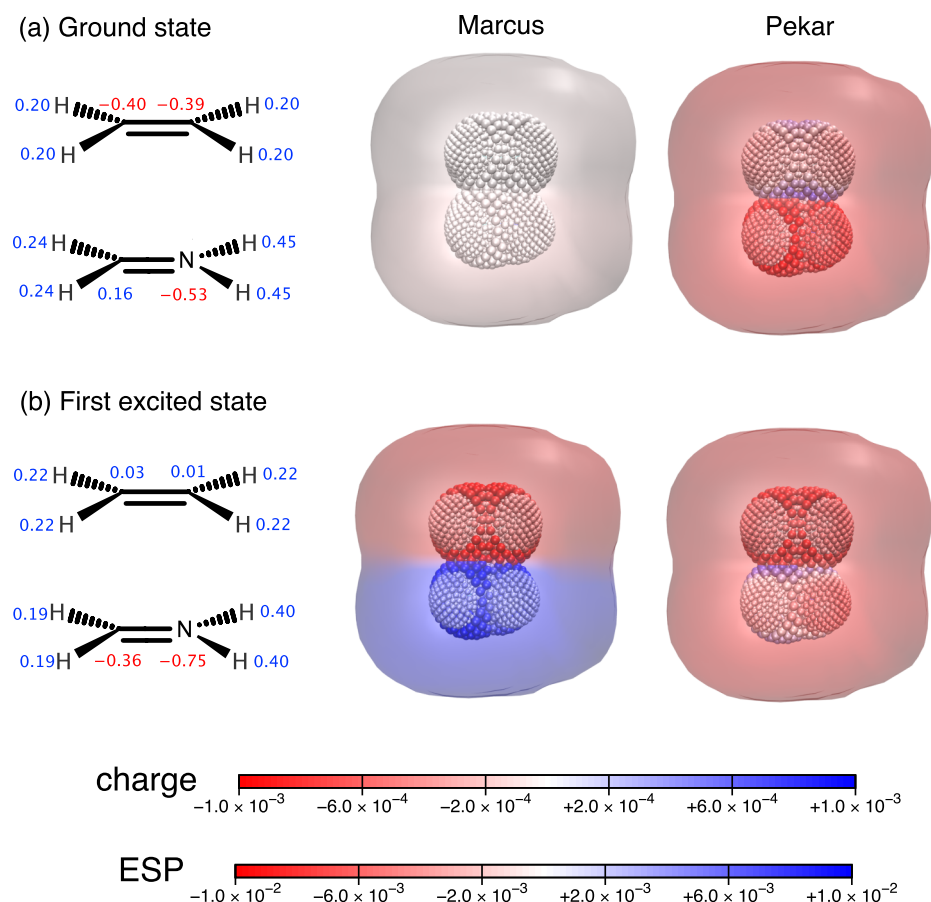 (a) Ground state
Marcus
Pekar
0.20 H −0.40 −0.39 H 0.20
0.20 H H 0.20
0.24 H H 0.45
N
0.24 H 0.16 −0.53 H 0.45
(b) First excited state
0.22 H 0.03 0.01 H 0.22
0.22 H H 0.22
0.19 H H 0.40
N
0.19 H −0.36 −0.75 H 0.40
charge
−1.0 × 10⁻³ −6.0 × 10⁻⁴ −2.0 × 10⁻⁴ +2.0 × 10⁻⁴ +6.0 × 10⁻⁴ +1.0 × 10⁻³
ESP
−1.0 × 10⁻² −6.0 × 10⁻³ −2.0 × 10⁻³ +2.0 × 10⁻³ +6.0 × 10⁻³ +1.0 × 10⁻²